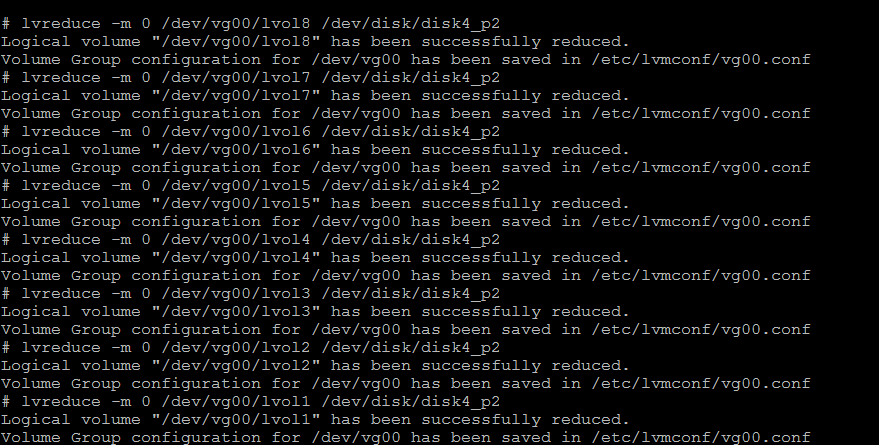 # lvreduce -m 0 /dev/vg00/lvol8 /dev/disk/disk4_p2
Logical volume "/dev/vg00/lvol8" has been successfully reduced.
Volume Group configuration for /dev/vg00 has been saved in /etc/lvmconf/vg00.conf
# lvreduce -m 0 /dev/vg00/lvol7 /dev/disk/disk4_p2
Logical volume "/dev/vg00/lvol7" has been successfully reduced.
Volume Group configuration for /dev/vg00 has been saved in /etc/lvmconf/vg00.conf
# lvreduce -m 0 /dev/vg00/lvol6 /dev/disk/disk4_p2
Logical volume "/dev/vg00/lvol6" has been successfully reduced.
Volume Group configuration for /dev/vg00 has been saved in /etc/lvmconf/vg00.conf
# lvreduce -m 0 /dev/vg00/lvol5 /dev/disk/disk4_p2
Logical volume "/dev/vg00/lvol5" has been successfully reduced.
Volume Group configuration for /dev/vg00 has been saved in /etc/lvmconf/vg00.conf
# lvreduce -m 0 /dev/vg00/lvol4 /dev/disk/disk4_p2
Logical volume "/dev/vg00/lvol4" has been successfully reduced.
Volume Group configuration for /dev/vg00 has been saved in /etc/lvmconf/vg00.conf
# lvreduce -m 0 /dev/vg00/lvol3 /dev/disk/disk4_p2
Logical volume "/dev/vg00/lvol3" has been successfully reduced.
Volume Group configuration for /dev/vg00 has been saved in /etc/lvmconf/vg00.conf
# lvreduce -m 0 /dev/vg00/lvol2 /dev/disk/disk4_p2
Logical volume "/dev/vg00/lvol2" has been successfully reduced.
Volume Group configuration for /dev/vg00 has been saved in /etc/lvmconf/vg00.conf
# lvreduce -m 0 /dev/vg00/lvol1 /dev/disk/disk4_p2
Logical volume "/dev/vg00/lvol1" has been successfully reduced.
Volume Group configuration for /dev/vg00 has been saved in /etc/lvmconf/vg00.conf